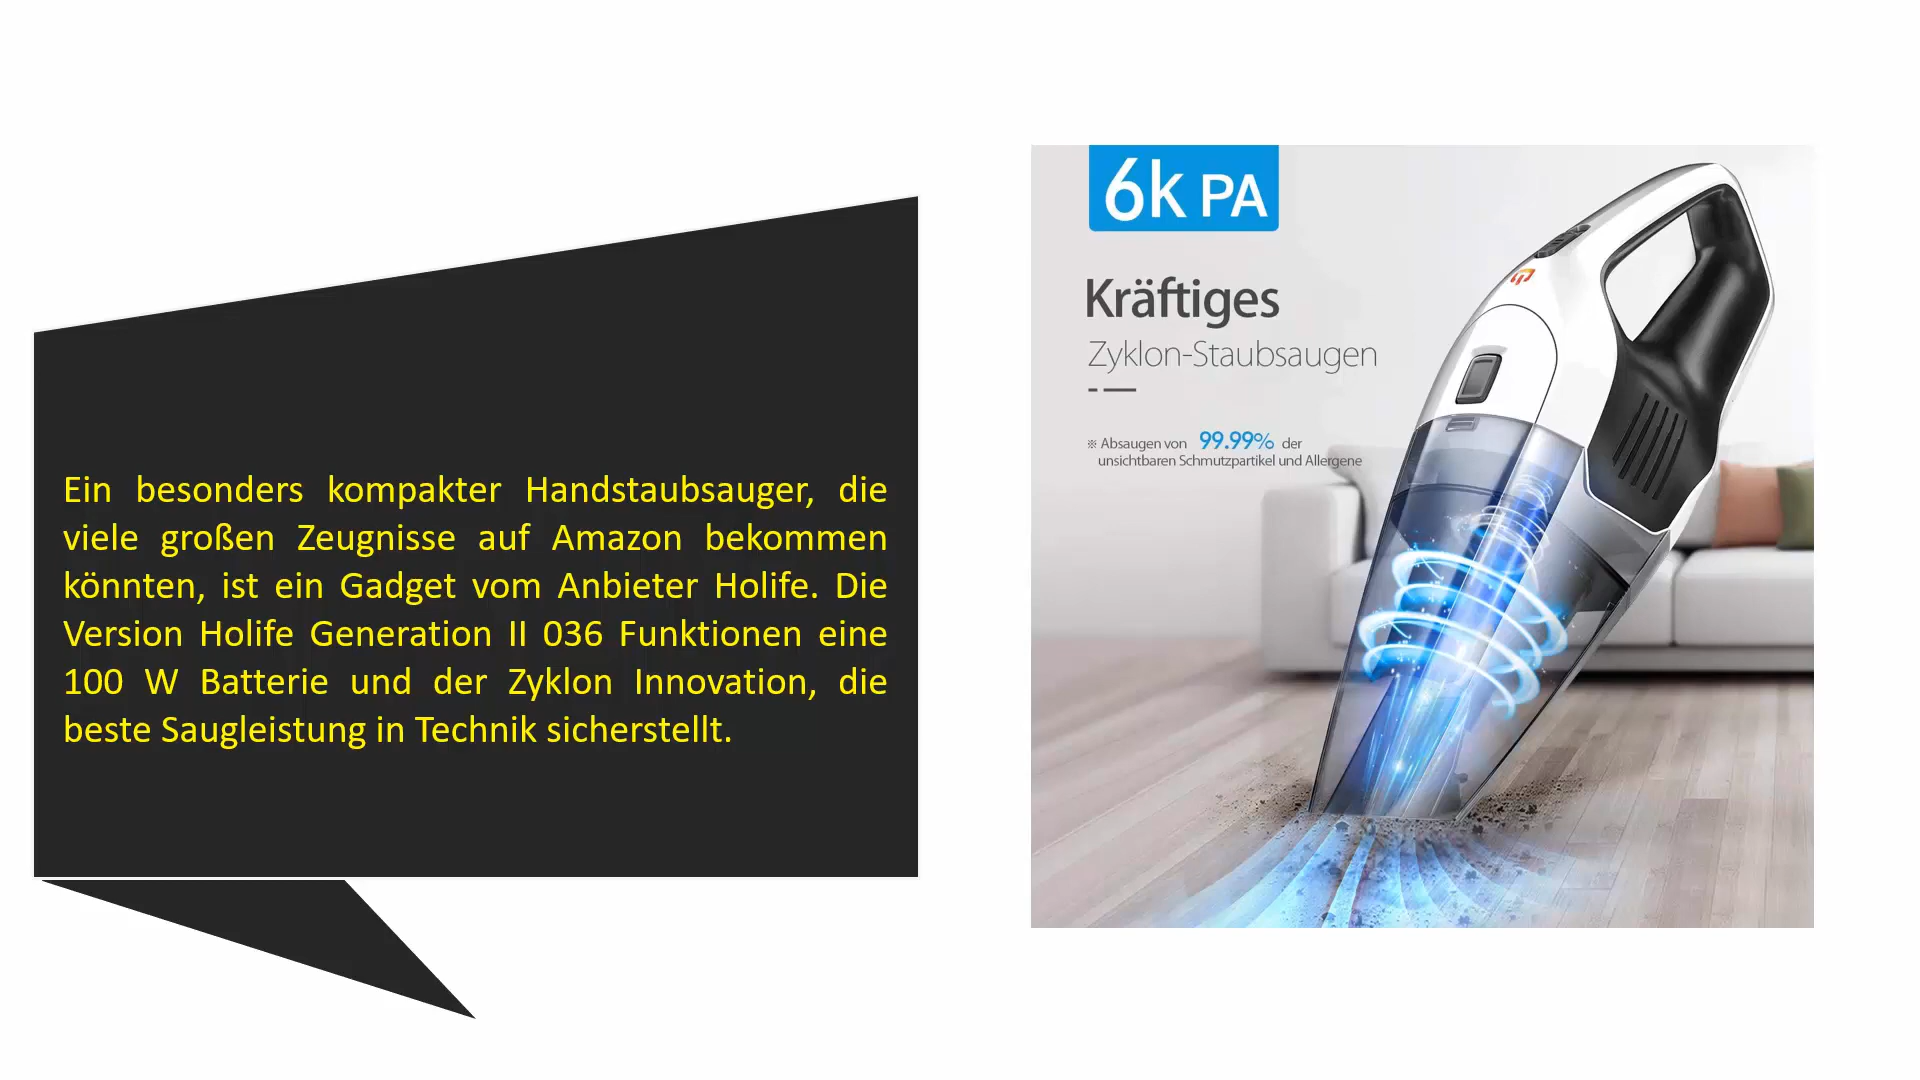 Ein besonders kompakter Handstaubsauger, die
viele großen Zeugnisse auf Amazon bekommen
könnten, ist ein Gadget vom Anbieter Holife. Die
Version Holife Generation II 036 Funktionen eine
100 W Batterie und der Zyklon Innovation, die
beste Saugleistung in Technik sicherstellt.
6k PA
Kräftiges
Zyklon-Staubsaugen
※ Absaugen von 99.99% der
unsichtbaren Schmutzpartikel und Allergene